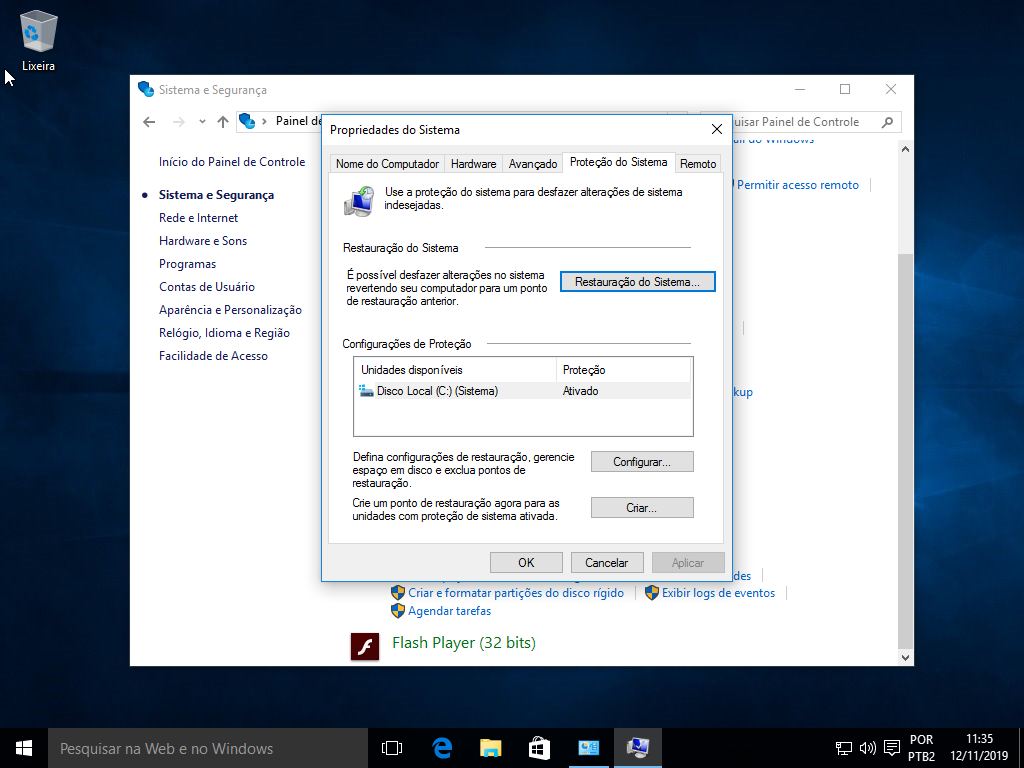 Lixeira
Sistema e Segurança
Painel de
uisar Painel de Controle
Início do Painel de Controle
Sistema e Segurança
Rede e Internet
Hardware e Sons
Programas
Contas de Usuário
Aparência e Personalização
Relógio, Idioma e Região
Facilidade de Acesso
Permitir acesso remoto
kup
des
Criar e formatar partições do disco rígido
Exibir logs de eventos
Agendar tarefas
Flash Player (32 bits)
Propriedades do Sistema
Nome do Computador
Hardware
Avançado
Proteção do Sistema
Remoto
Use a proteção do sistema para desfazer alterações de sistema
indesejadas.
Restauração do Sistema
É possível desfazer alterações no sistema
revertendo seu computador para um ponto
de restauração anterior.
Restauração do Sistema...
Configurações de Proteção
Unidades disponíveis
Proteção
Disco Local (C:) (Sistema)
Ativado
Defina configurações de restauração, gerencie
espaço em disco e exclua pontos de
restauração.
Configurar...
Crie um ponto de restauração agora para as
unidades com proteção de sistema ativada.
Criar...
OK
Cancelar
Aplicar
Pesquisar na Web e no Windows
POR
PTB2
11:35
12/11/2019